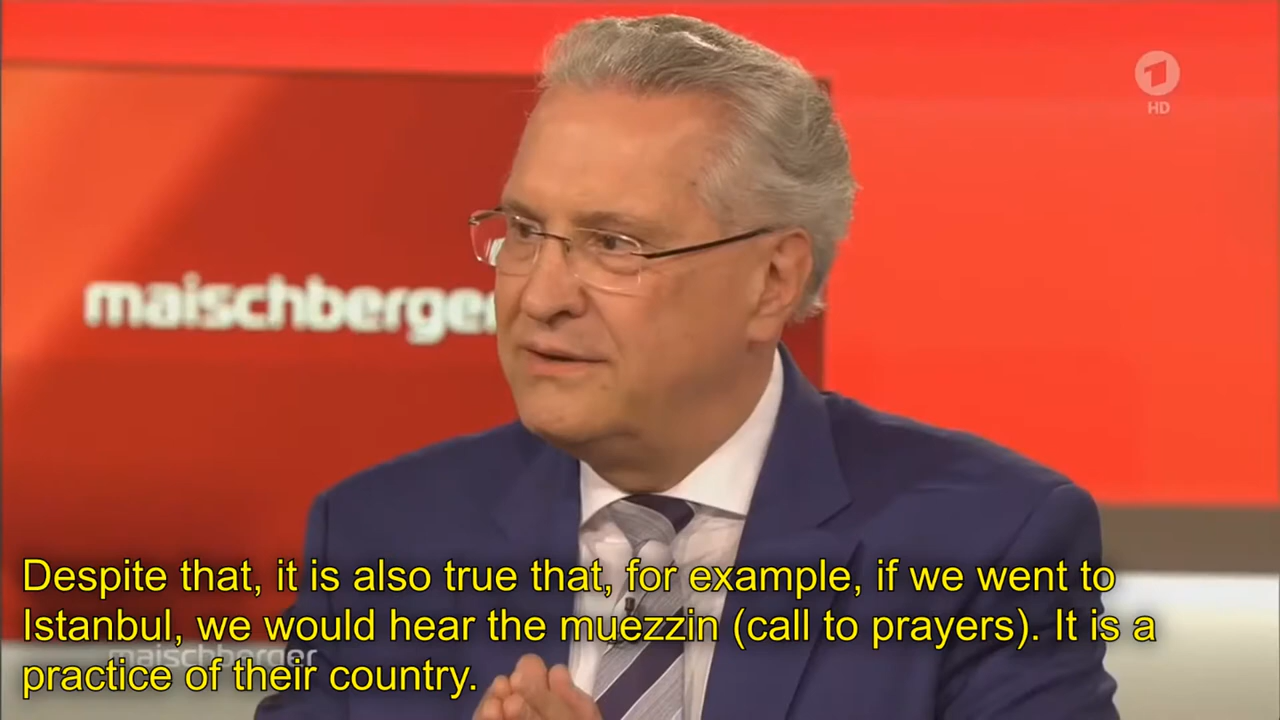 1
HD
maischberger
Despite that, it is also true that, for example, if we went to
Istanbul, we would hear the muezzin (call to prayers). It is a
practice of their country.
maischberger